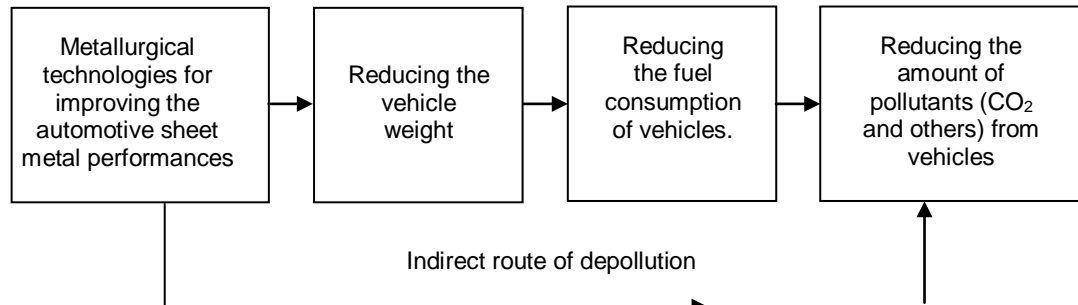 Metallurgical
technologies for
improving the
automotive sheet
metal performances
Reducing the
vehicle
weight
Reducing
the fuel
consumption
of vehicles.
Reducing the
amount of
pollutants (CO₂
and others) from
vehicles
Indirect route of depollution